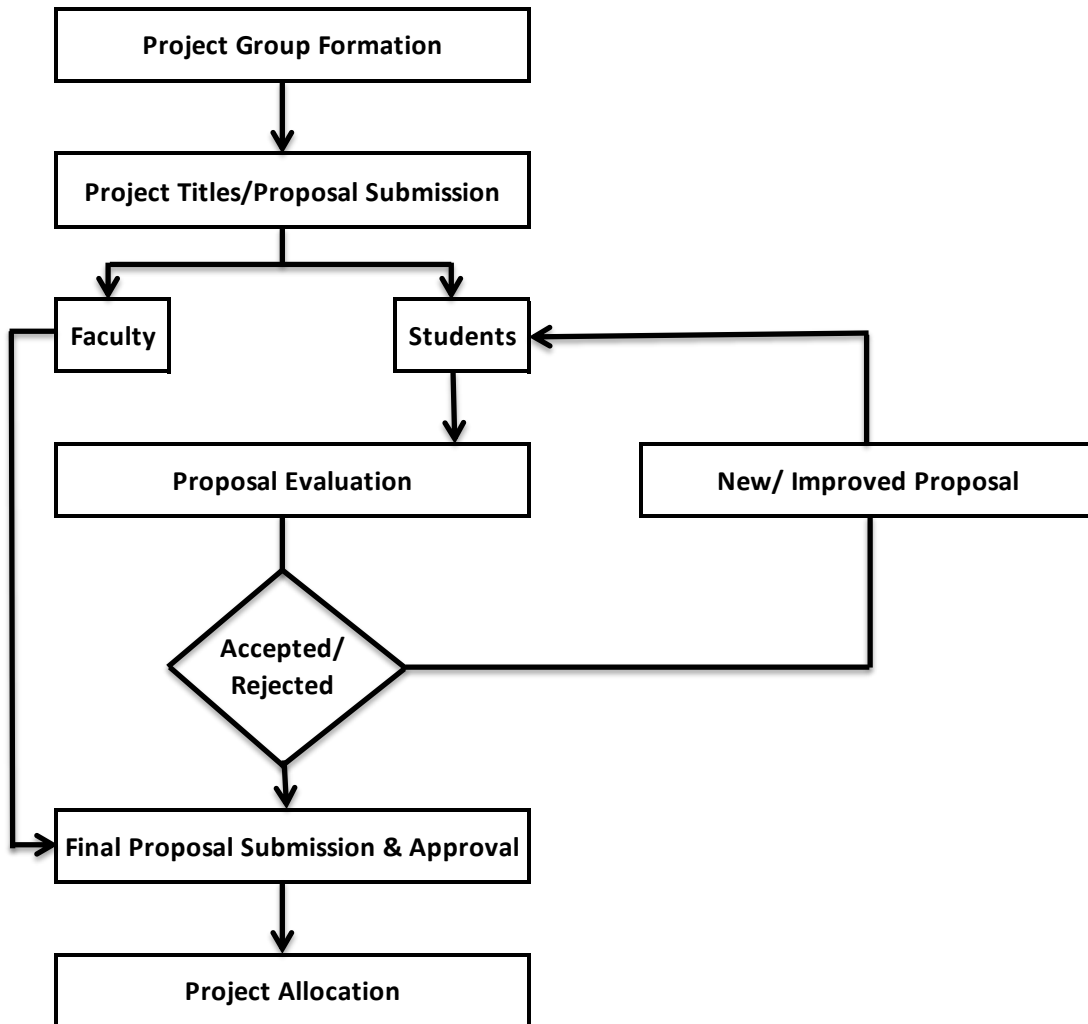 Project Group Formation
Project Titles/Proposal Submission
Faculty
Students
Proposal Evaluation
New/ Improved Proposal
Accepted/
Rejected
Final Proposal Submission & Approval
Project Allocation